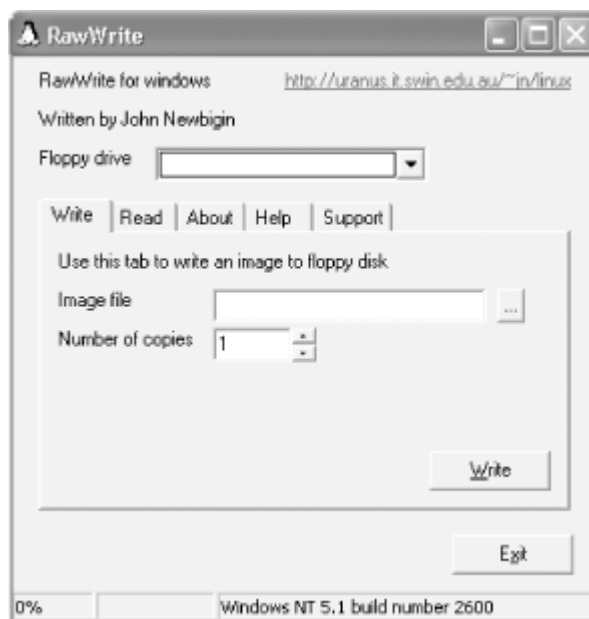 RawWrite
RawWrite for windows http://uranus.it.swin.edu.au/~jn/linux
Written by John Newbigin
Floppy drive
Write Read About Help Support
Use this tab to write an image to floppy disk
Image file ...
Number of copies 1
Write
Exit
0% Windows NT 5.1 build number 2600